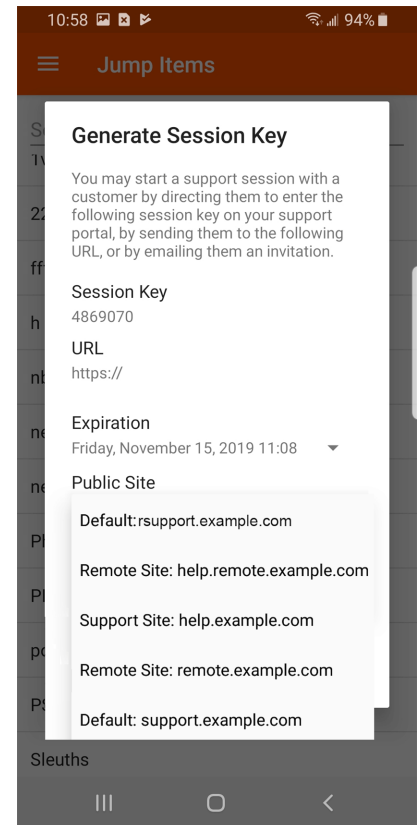 10:58 94%
Jump Items
Generate Session Key
You may start a support session with a
customer by directing them to enter the
following session key on your support
portal, by sending them to the following
URL, or by emailing them an invitation.
Session Key
4869070
URL
https://
Expiration
Friday, November 15, 2019 11:08
Public Site
Default:rsupport.example.com
Remote Site: help.remote.example.com
Support Site: help.example.com
Remote Site: remote.example.com
Default: support.example.com
Sleuths